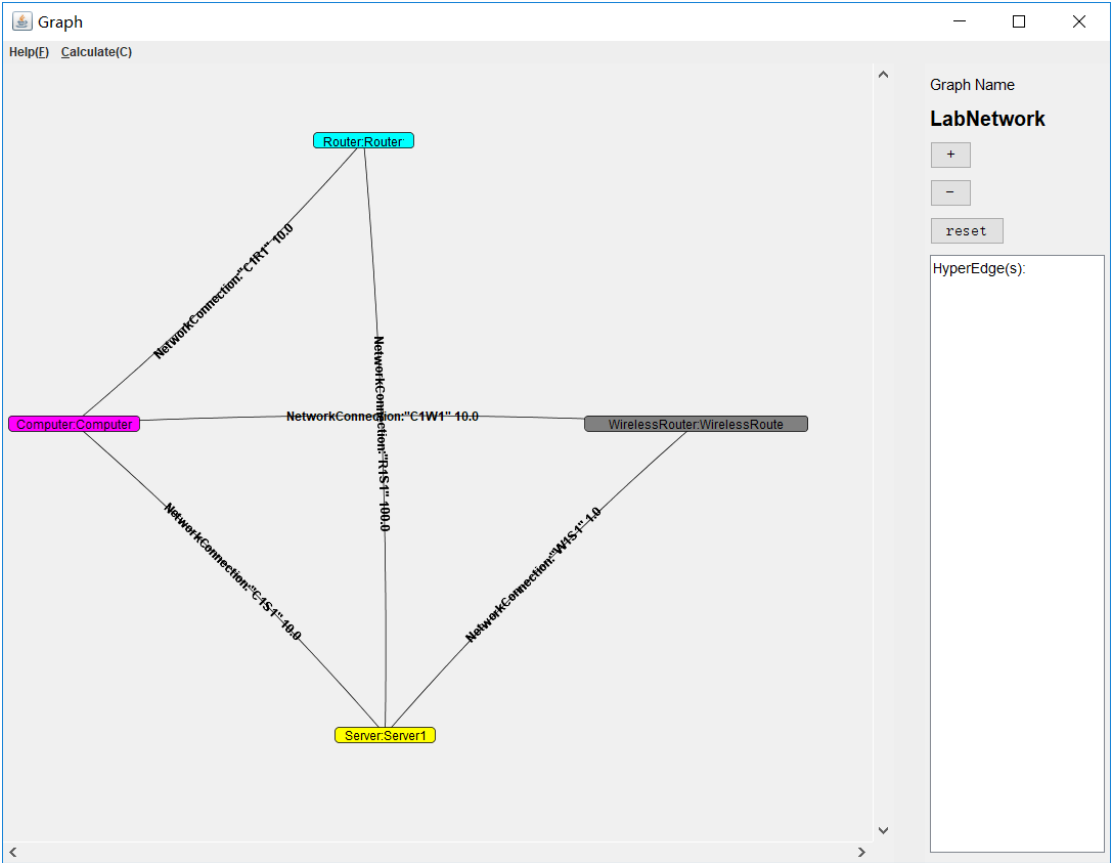 Graph
Help(F) Calculate(C)
Graph Name
LabNetwork
+
−
reset
HyperEdge(s):
Router:Router
NetworkConnection:"C1R1" 10.0
NetworkConnection:"R1S1" 100.0
NetworkConnection:"C1W1" 10.0
Computer:Computer
WirelessRouter:WirelessRoute
NetworkConnection:"C1S1" 10.0
NetworkConnection:"W1S1" 1.0
Server:Server1